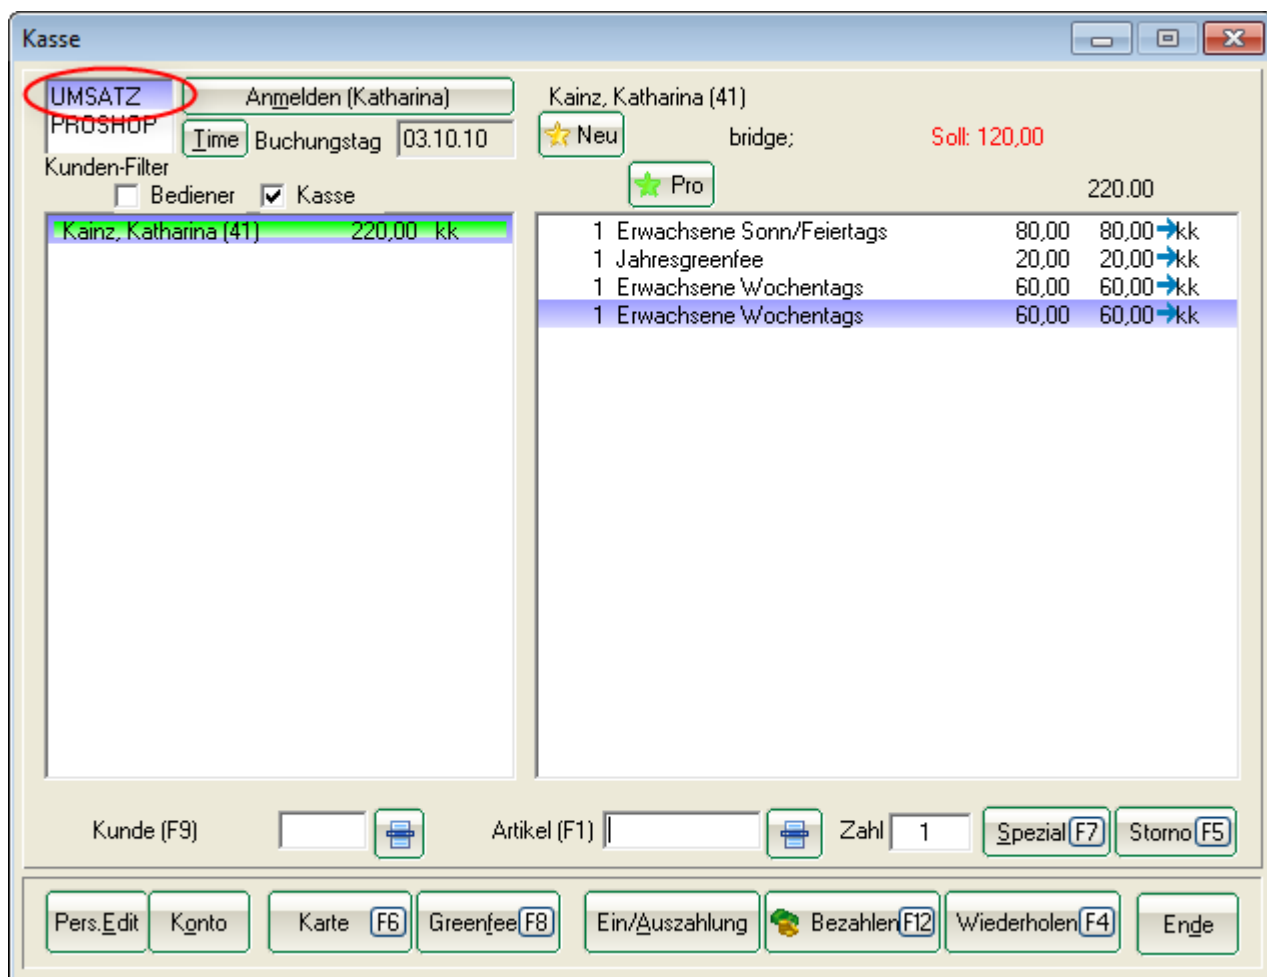 Kasse
UMSATZ
PROSHOP
Anmelden (Katharina)
Time Buchungstag 03.10.10
Kunden-Filter
Bediener Kasse
Kainz, Katharina (41)
Neu bridge; Soll: 120,00
Pro 220.00
Kainz, Katharina (41) 220,00 kk
1 Erwachsene Sonn/Feiertags 80,00 80,00 kk
1 Jahresgreenfee 20,00 20,00 kk
1 Erwachsene Wochentags 60,00 60,00 kk
1 Erwachsene Wochentags 60,00 60,00 kk
Kunde (F9) Artikel (F1) Zahl 1 Spezial F7 Storno F5
Pers.Edit Konto Karte F6 Greenfee F8 Ein/Auszahlung Bezahlen F12 Wiederholen F4 Ende